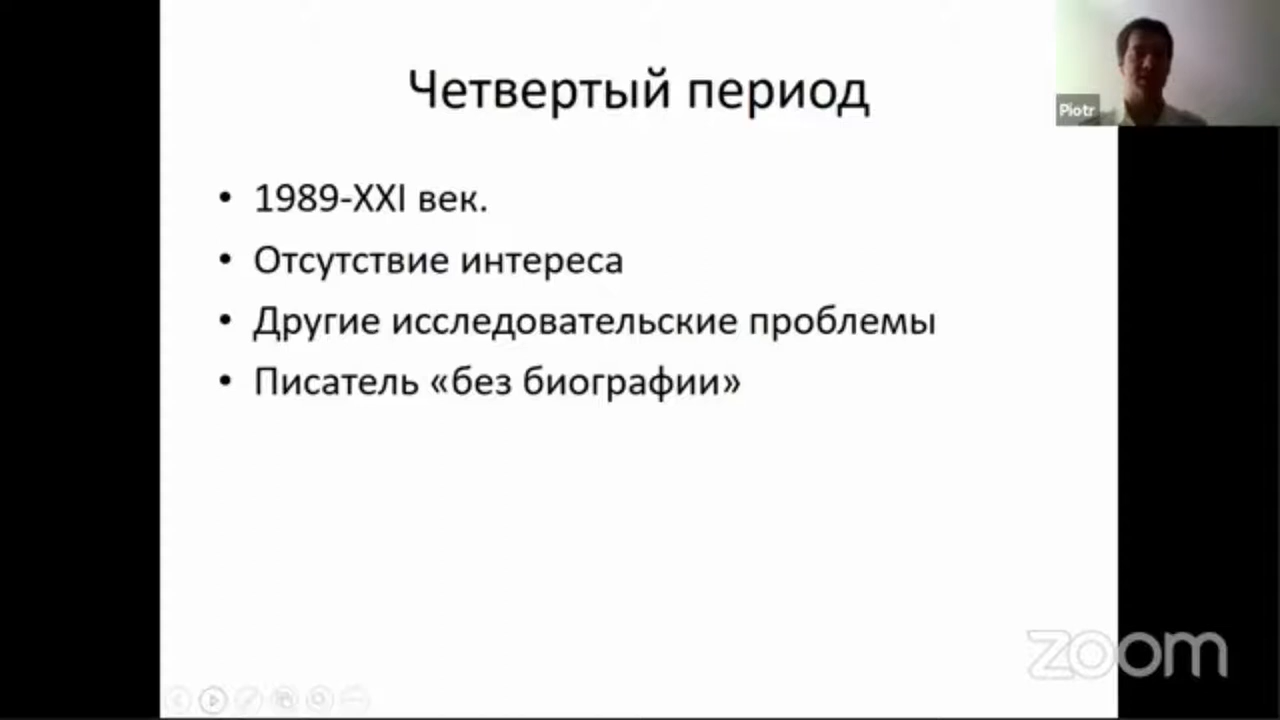 Четвертый период
Piotr
• 1989-XXI век.
• Отсутствие интереса
• Другие исследовательские проблемы
• Писатель «без биографии»
zoom